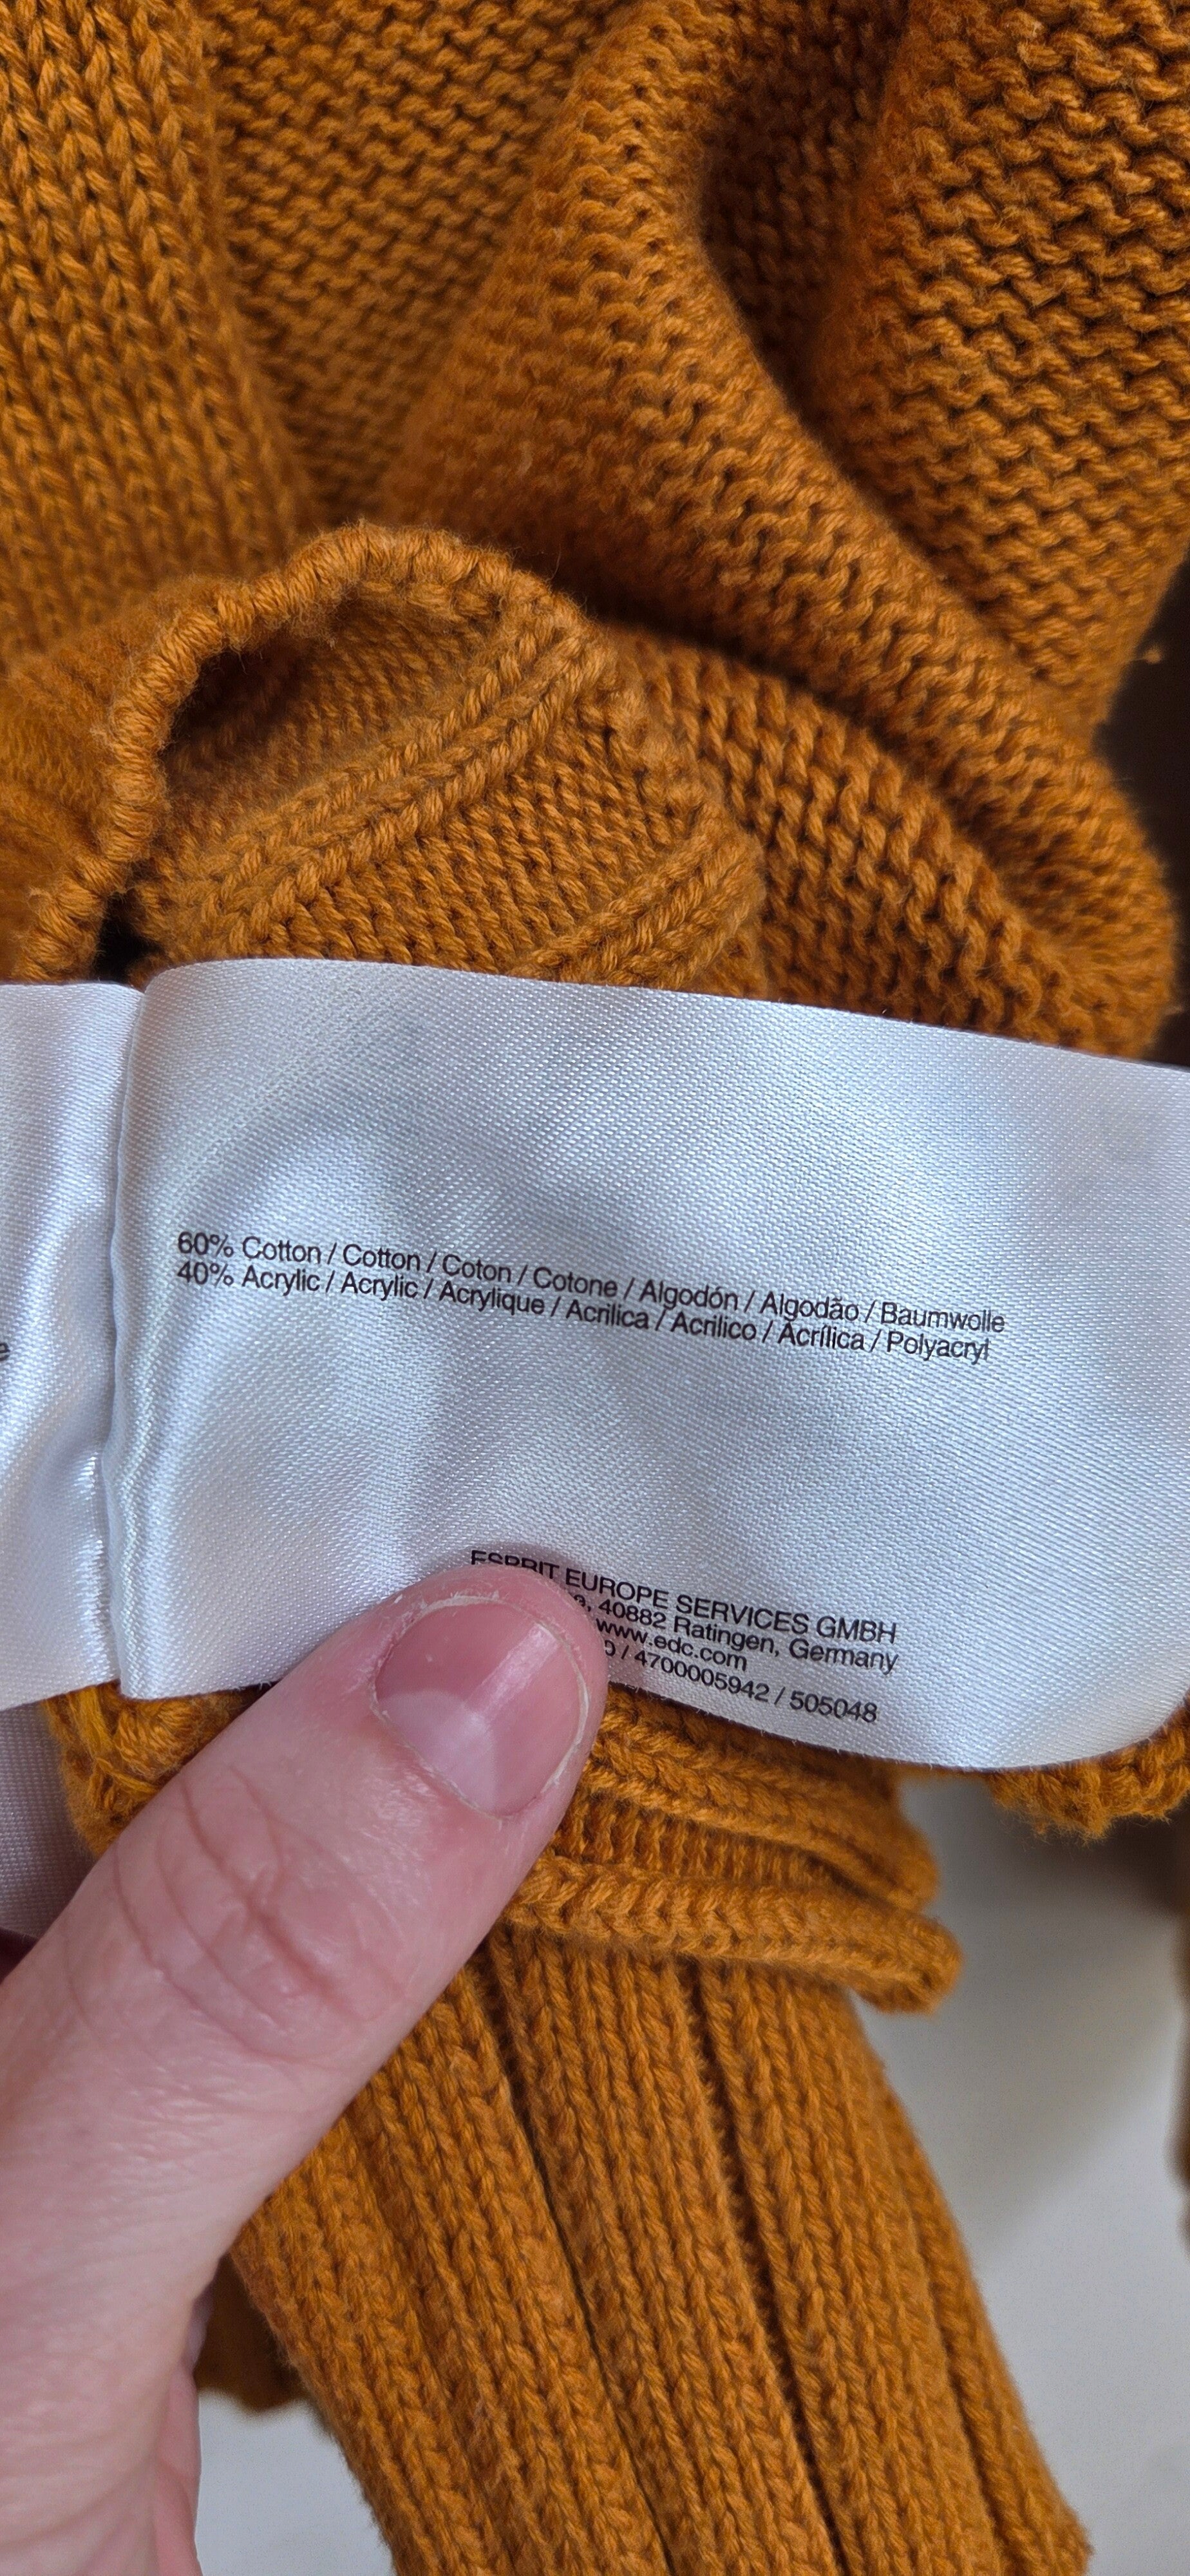 60% Cotton / Cotton / Coton / Cotone / Algodón / Algodão / Baumwolle
40% Acrylic / Acrylic / Acrylique / Acrilica / Acrilico / Acrílica / Polyacryl
ESPRIT EUROPE SERVICES GMBH
40882 Ratingen, Germany
www.edc.com
/ 4700005942 / 505048